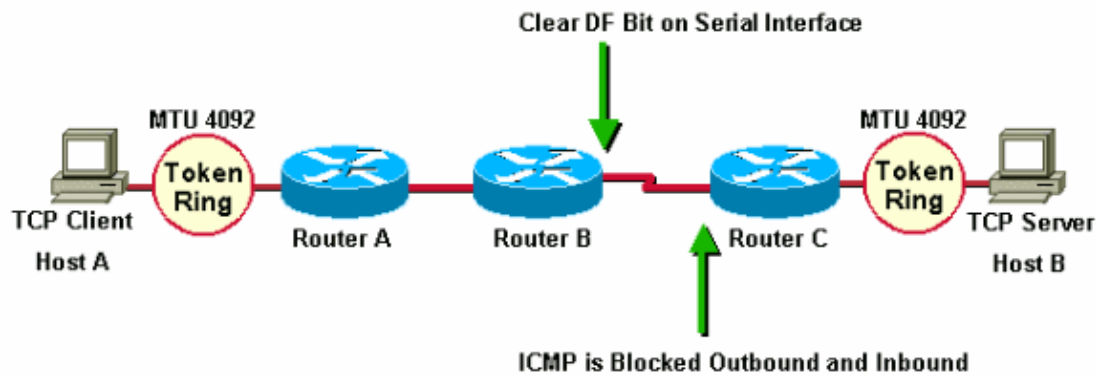 Clear DF Bit on Serial Interface
MTU 4092
MTU 4092
Token
Ring
Token
Ring
TCP Client
Host A
Router A
Router B
Router C
TCP Server
Host B
ICMP is Blocked Outbound and Inbound